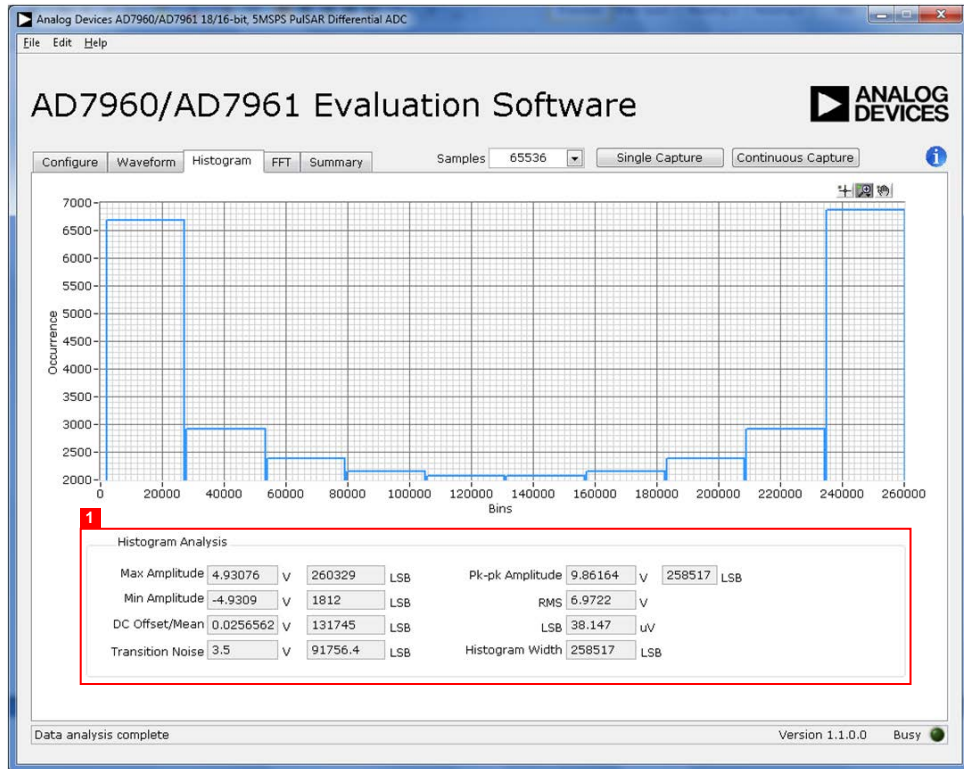 Analog Devices AD7960/AD7961 18/16-bit, 5MSPS PulSAR Differential ADC
File Edit Help
AD7960/AD7961 Evaluation Software
ANALOG
DEVICES
Configure Waveform Histogram FFT Summary Samples 65536 Single Capture Continuous Capture i
7000
6500
6000
5500
5000
4500
4000
3500
3000
2500
2000
Occurrence
0 20000 40000 60000 80000 100000 120000 140000 160000 180000 200000 220000 240000 260000
Bins
1
Histogram Analysis
Max Amplitude 4.93076 V 260329 LSB Pk-pk Amplitude 9.86164 V 258517 LSB
Min Amplitude -4.9309 V 1812 LSB RMS 6.9722 V
DC Offset/Mean 0.0256562 V 131745 LSB LSB 38.147 uV
Transition Noise 3.5 V 91756.4 LSB Histogram Width 258517 LSB
Data analysis complete Version 1.1.0.0 Busy